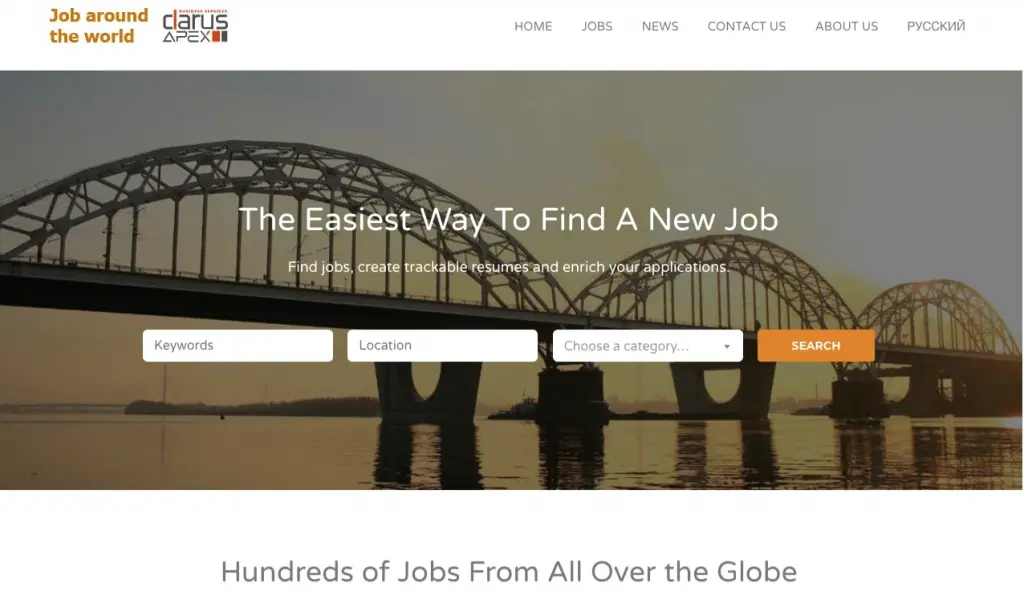 Job around
the world
BUSINESS SERVICES
clarus
APEX
HOME
JOBS
NEWS
CONTACT US
ABOUT US
РУССКИЙ
The Easiest Way To Find A New Job
Find jobs, create trackable resumes and enrich your applications.
Keywords
Location
Choose a category...
SEARCH
Hundreds of Jobs From All Over the Globe